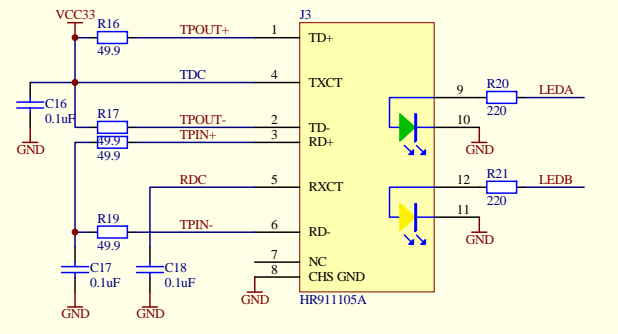 VCC33
R16
49.9
TPOUT+
1
J3
TD+
TDC
4
TXCT
C16
0.1uF
GND
R17
49.9
TPOUT-
2
TD-
TPIN+
3
RD+
49.9
RDC
5
RXCT
R19
49.9
TPIN-
6
RD-
C17
0.1uF
GND
C18
0.1uF
GND
7
NC
8
CHS GND
GND
HR911105A
9
R20
220
LEDA
10
GND
12
R21
220
LEDB
11
GND